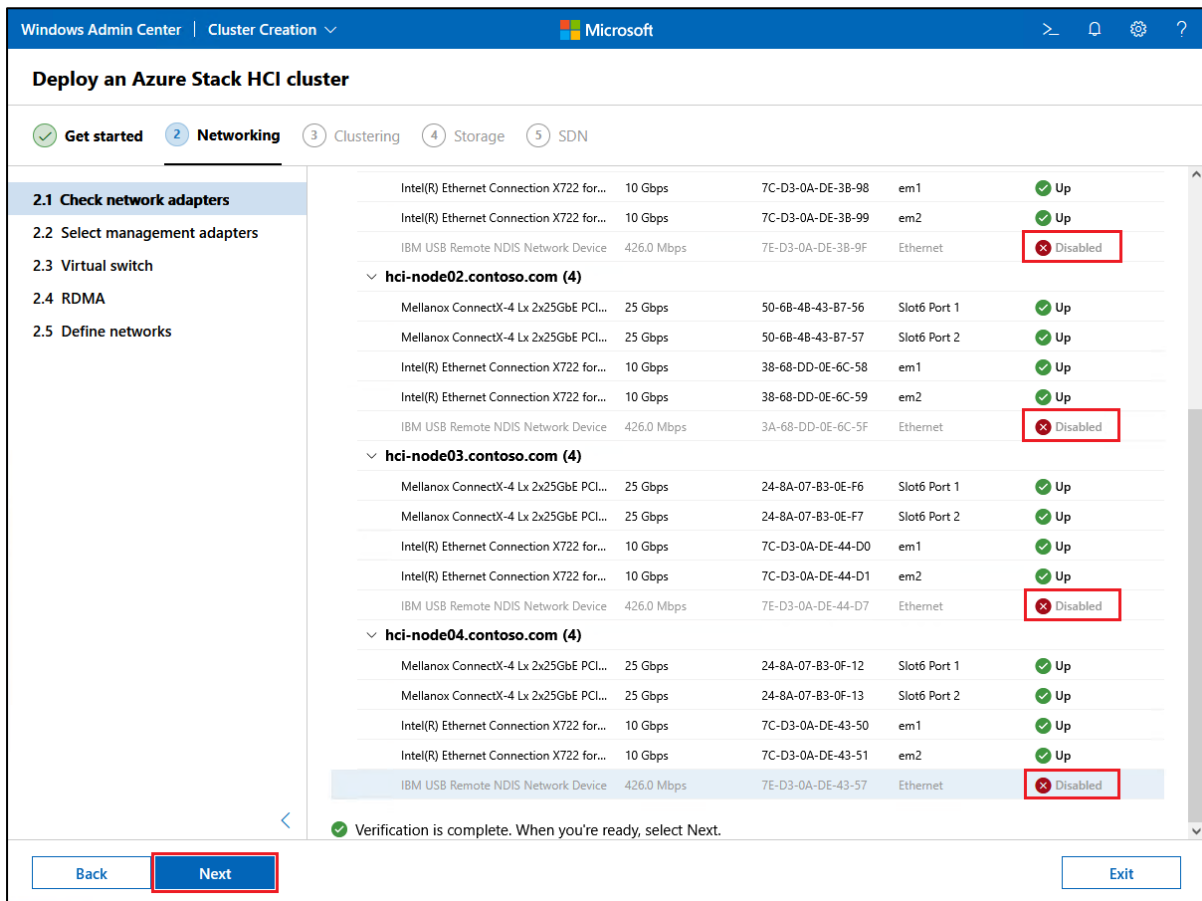 Windows Admin Center | Cluster Creation Microsoft >_ ?
Deploy an Azure Stack HCI cluster
Get started 2 Networking 3 Clustering 4 Storage 5 SDN
2.1 Check network adapters
2.2 Select management adapters
2.3 Virtual switch
2.4 RDMA
2.5 Define networks
Intel(R) Ethernet Connection X722 for... 10 Gbps 7C-D3-0A-DE-3B-98 em1 Up
Intel(R) Ethernet Connection X722 for... 10 Gbps 7C-D3-0A-DE-3B-99 em2 Up
IBM USB Remote NDIS Network Device 426.0 Mbps 7E-D3-0A-DE-3B-9F Ethernet Disabled
hci-node02.contoso.com (4)
Mellanox ConnectX-4 Lx 2x25GbE PCI... 25 Gbps 50-6B-4B-43-B7-56 Slot6 Port 1 Up
Mellanox ConnectX-4 Lx 2x25GbE PCI... 25 Gbps 50-6B-4B-43-B7-57 Slot6 Port 2 Up
Intel(R) Ethernet Connection X722 for... 10 Gbps 38-68-DD-0E-6C-58 em1 Up
Intel(R) Ethernet Connection X722 for... 10 Gbps 38-68-DD-0E-6C-59 em2 Up
IBM USB Remote NDIS Network Device 426.0 Mbps 3A-68-DD-0E-6C-5F Ethernet Disabled
hci-node03.contoso.com (4)
Mellanox ConnectX-4 Lx 2x25GbE PCI... 25 Gbps 24-8A-07-B3-0E-F6 Slot6 Port 1 Up
Mellanox ConnectX-4 Lx 2x25GbE PCI... 25 Gbps 24-8A-07-B3-0E-F7 Slot6 Port 2 Up
Intel(R) Ethernet Connection X722 for... 10 Gbps 7C-D3-0A-DE-44-D0 em1 Up
Intel(R) Ethernet Connection X722 for... 10 Gbps 7C-D3-0A-DE-44-D1 em2 Up
IBM USB Remote NDIS Network Device 426.0 Mbps 7E-D3-0A-DE-44-D7 Ethernet Disabled
hci-node04.contoso.com (4)
Mellanox ConnectX-4 Lx 2x25GbE PCI... 25 Gbps 24-8A-07-B3-0F-12 Slot6 Port 1 Up
Mellanox ConnectX-4 Lx 2x25GbE PCI... 25 Gbps 24-8A-07-B3-0F-13 Slot6 Port 2 Up
Intel(R) Ethernet Connection X722 for... 10 Gbps 7C-D3-0A-DE-43-50 em1 Up
Intel(R) Ethernet Connection X722 for... 10 Gbps 7C-D3-0A-DE-43-51 em2 Up
IBM USB Remote NDIS Network Device 426.0 Mbps 7E-D3-0A-DE-43-57 Ethernet Disabled
Verification is complete. When you're ready, select Next.
Back Next Exit